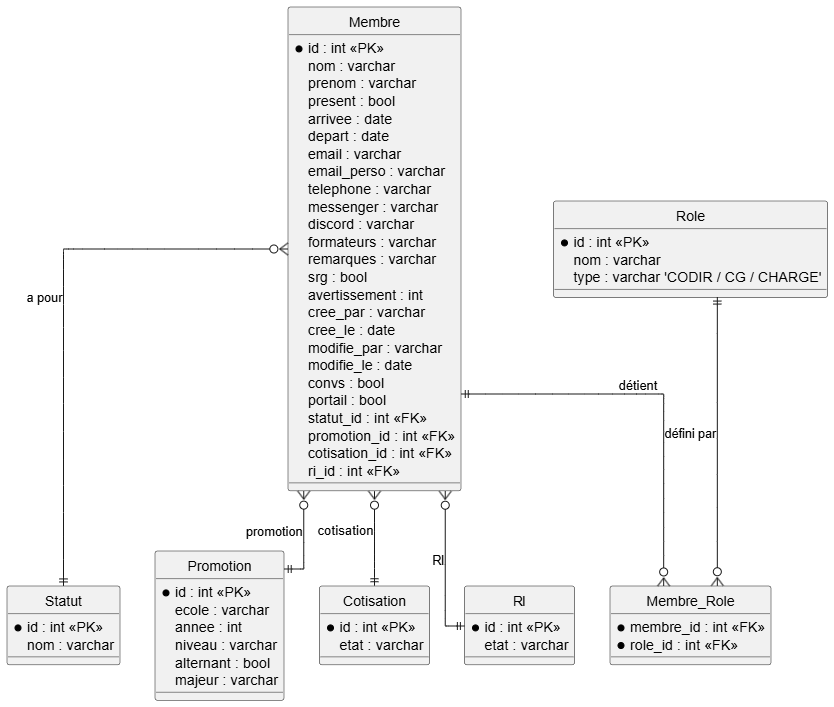 Membre
id : int «PK»
nom : varchar
prenom : varchar
present : bool
arrivee : date
depart : date
email : varchar
email_perso : varchar
telephone : varchar
messenger : varchar
discord : varchar
formateurs : varchar
remarques : varchar
srg : bool
avertissement : int
cree_par : varchar
cree_le : date
modifie_par : varchar
modifie_le : date
convs : bool
portail : bool
statut_id : int «FK»
promotion_id : int «FK»
cotisation_id : int «FK»
ri_id : int «FK»
Role
id : int «PK»
nom : varchar
type : varchar 'CODIR / CG / CHARGE'
a pour
détient
défini par
promotion
cotisation
RI
Statut
id : int «PK»
nom : varchar
Promotion
id : int «PK»
ecole : varchar
annee : int
niveau : varchar
alternant : bool
majeur : varchar
Cotisation
id : int «PK»
etat : varchar
RI
id : int «PK»
etat : varchar
Membre_Role
membre_id : int «FK»
role_id : int «FK»